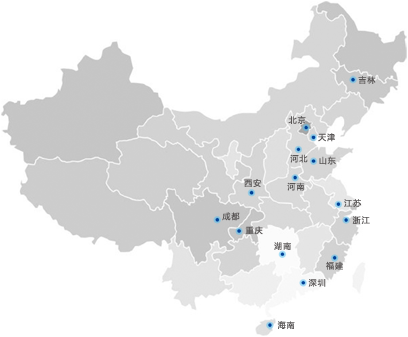 吉林
北京
天津
河北
山东
河南
西安
江苏
成都
浙江
重庆
湖南
福建
深圳
海南